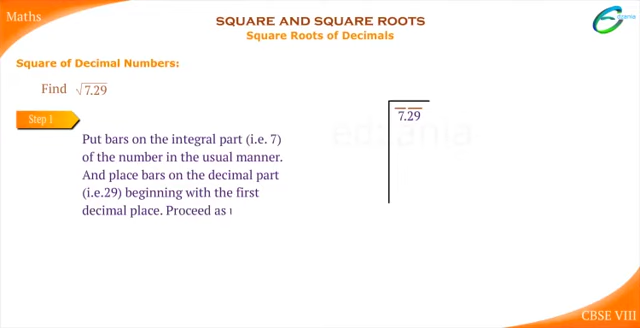 Maths
SQUARE AND SQUARE ROOTS
Square Roots of Decimals
Square of Decimal Numbers:
Find √7.29
Step 1
7.29
Put bars on the integral part (i.e. 7)
of the number in the usual manner.
And place bars on the decimal part
(i.e.29) beginning with the first
decimal place. Proceed as
CBSE VIII